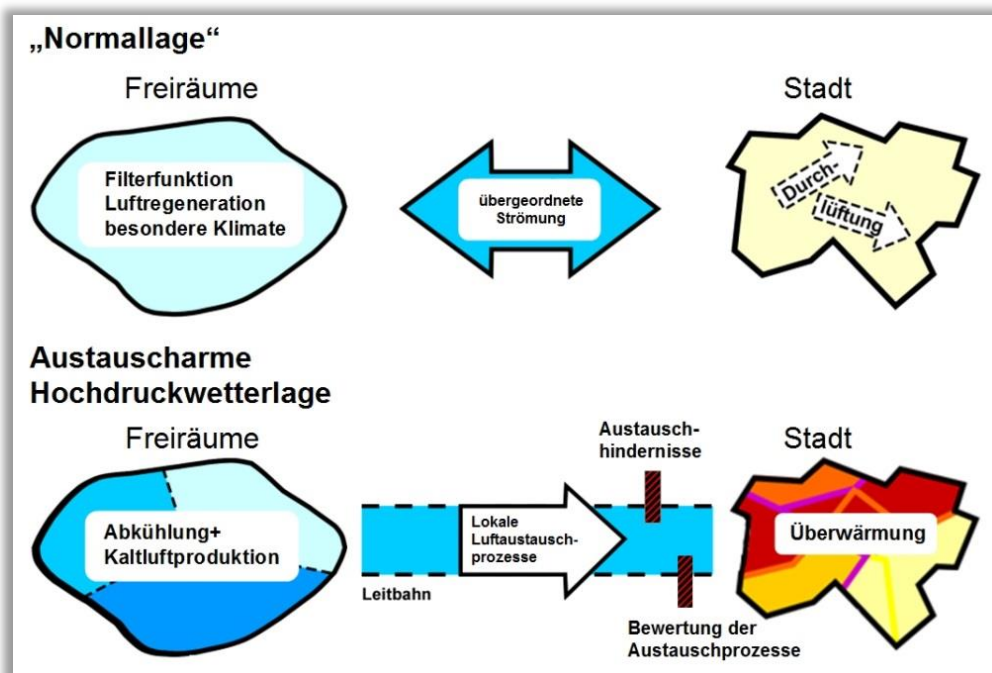 „Normallage“
Freiräume
Stadt
Filterfunktion
Luftregeneration
besondere Klimate
übergeordnete
Strömung
Durch-
lüftung
Austauscharme
Hochdruckwetterlage
Freiräume
Austausch-
hindernisse
Stadt
Abkühlung+
Kaltluftproduktion
Lokale
Luftaustausch-
prozesse
Überwärmung
Leitbahn
Bewertung der
Austauschprozesse